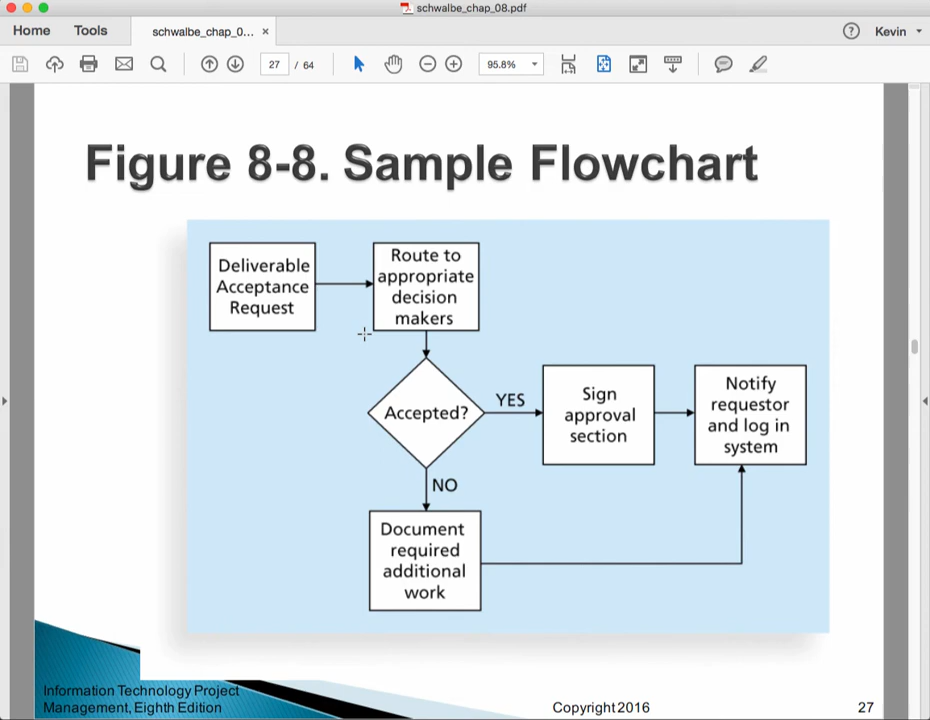 schwalbe_chap_08.pdf
Home Tools schwalbe_chap_0... × ? Kevin
27 / 64 95.8%
Figure 8-8. Sample Flowchart
Deliverable
Acceptance
Request
Route to
appropriate
decision
makers
Accepted?
YES
Sign
approval
section
Notify
requestor
and log in
system
NO
Document
required
additional
work
Information Technology Project
Management, Eighth Edition
Copyright 2016
27